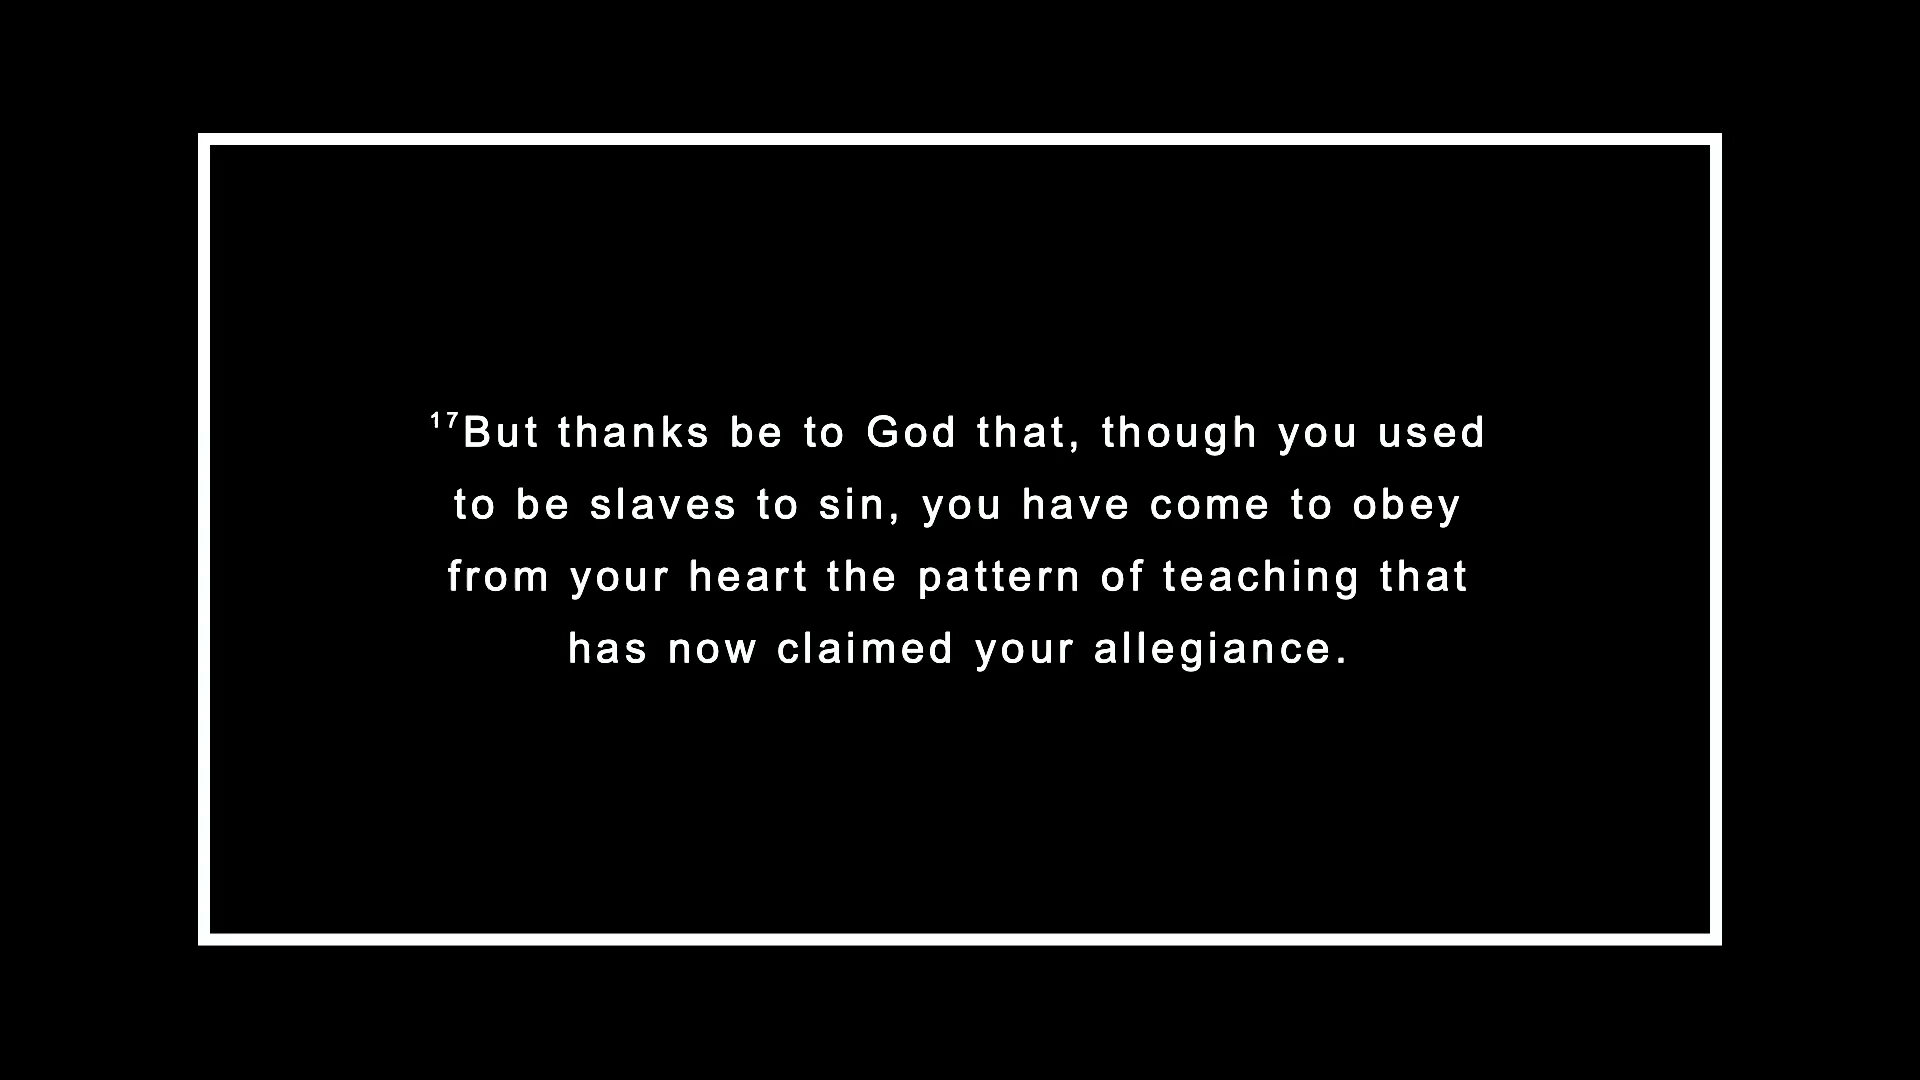 ¹⁷But thanks be to God that, though you used
to be slaves to sin, you have come to obey
from your heart the pattern of teaching that
has now claimed your allegiance.